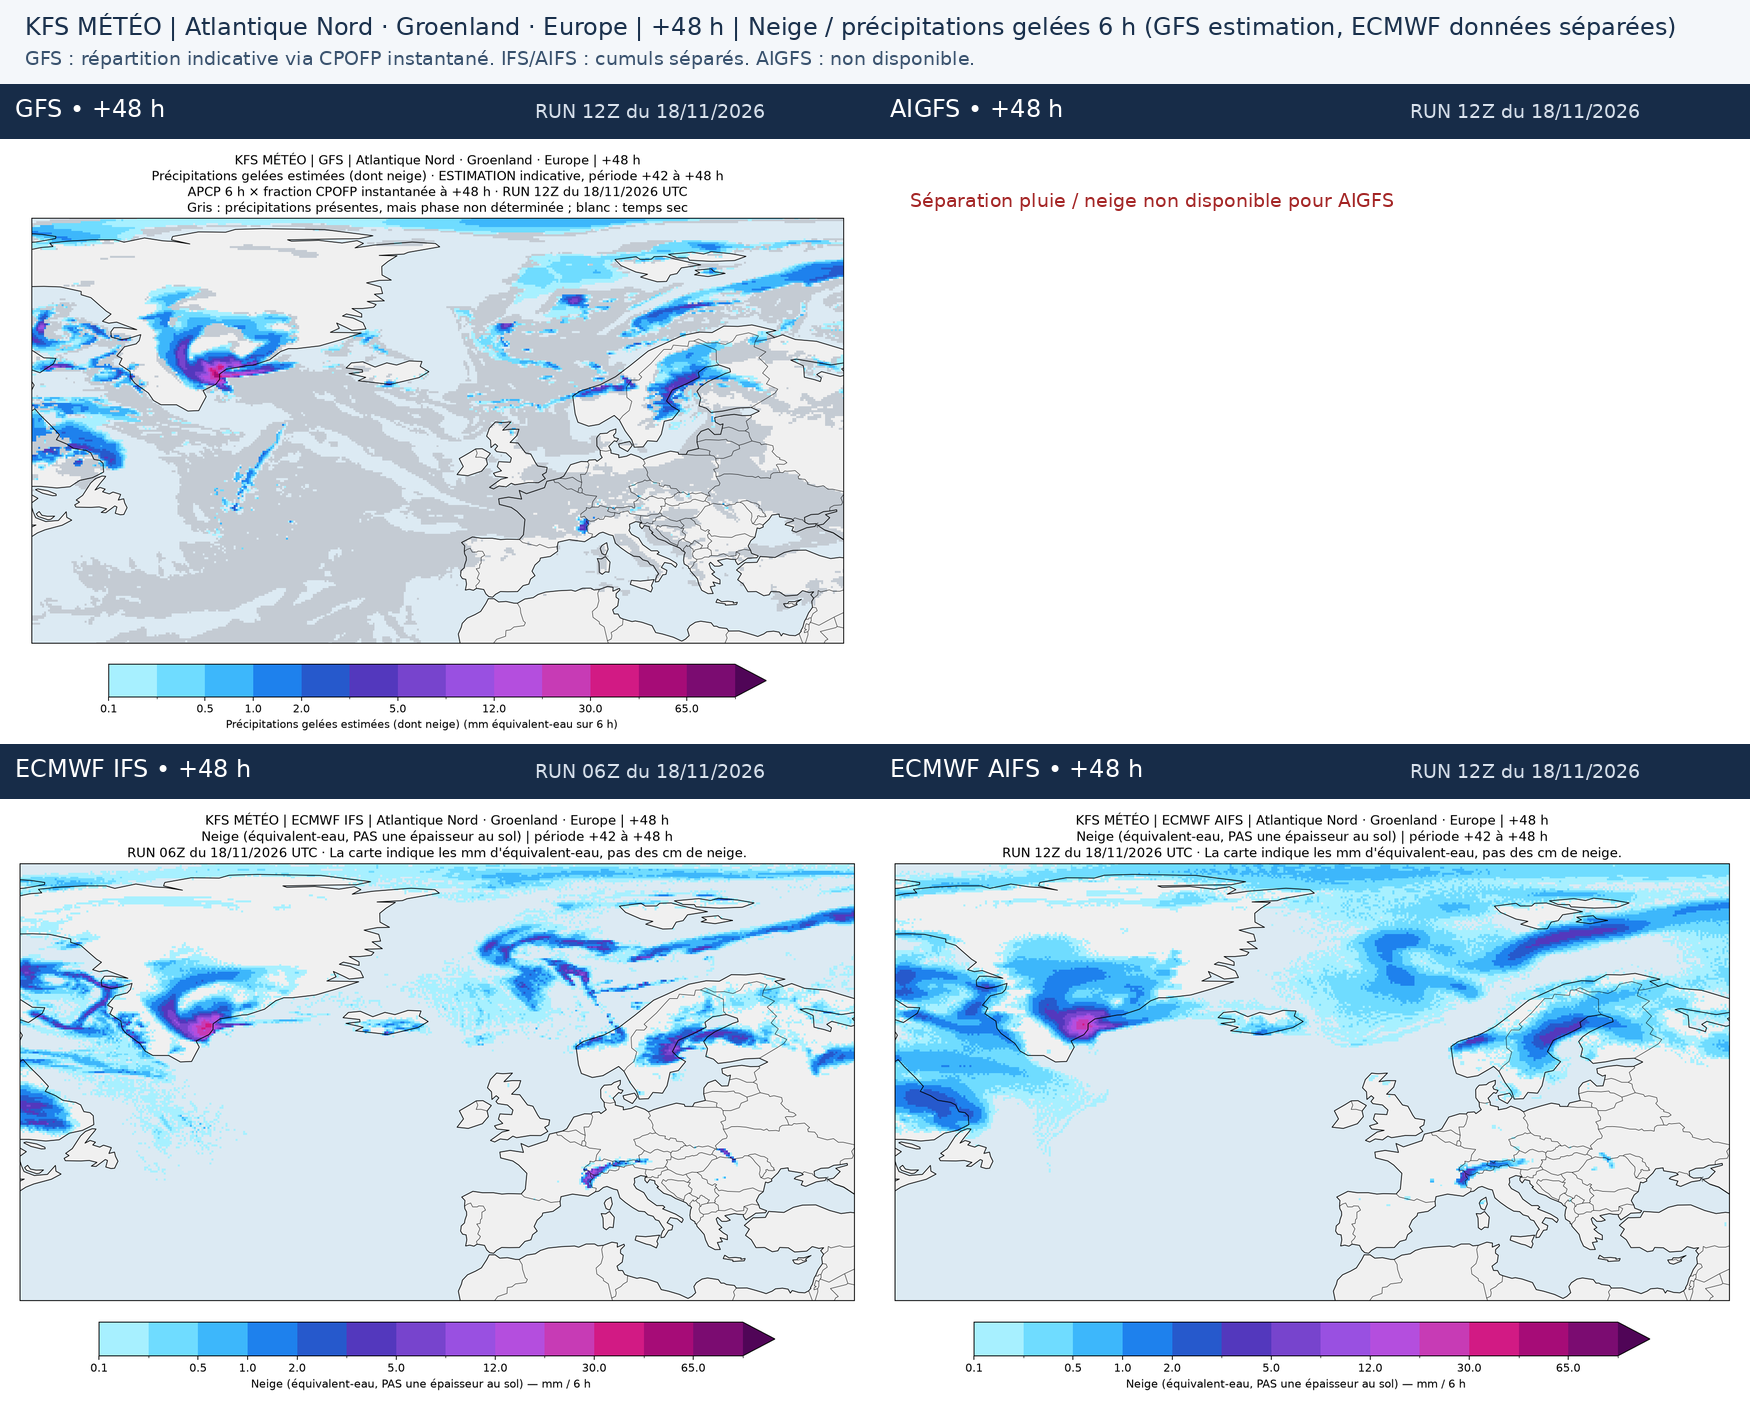 KFS MÉTÉO | Atlantique Nord · Groenland · Europe | +48 h | Neige / précipitations gelées 6 h (GFS estimation, ECMWF données séparées)
GFS : répartition indicative via CPOFP instantané. IFS/AIFS : cumuls séparés. AIGFS : non disponible.
GFS • +48 h
RUN 12Z du 18/11/2026
AIGFS • +48 h
RUN 12Z du 18/11/2026
KFS MÉTÉO | GFS | Atlantique Nord · Groenland · Europe | +48 h
Précipitations gelées estimées (dont neige) · ESTIMATION indicative, période +42 à +48 h
APCP 6 h × fraction CPOFP instantanée à +48 h · RUN 12Z du 18/11/2026 UTC
Gris : précipitations présentes, mais phase non déterminée ; blanc : temps sec
Séparation pluie / neige non disponible pour AIGFS
0.1 0.5 1.0 2.0 5.0 12.0 30.0 65.0
Précipitations gelées estimées (dont neige) (mm équivalent-eau sur 6 h)
ECMWF IFS • +48 h
RUN 06Z du 18/11/2026
ECMWF AIFS • +48 h
RUN 12Z du 18/11/2026
KFS MÉTÉO | ECMWF IFS | Atlantique Nord · Groenland · Europe | +48 h
Neige (équivalent-eau, PAS une épaisseur au sol) | période +42 à +48 h
RUN 06Z du 18/11/2026 UTC · La carte indique les mm d'équivalent-eau, pas des cm de neige.
KFS MÉTÉO | ECMWF AIFS | Atlantique Nord · Groenland · Europe | +48 h
Neige (équivalent-eau, PAS une épaisseur au sol) | période +42 à +48 h
RUN 12Z du 18/11/2026 UTC · La carte indique les mm d'équivalent-eau, pas des cm de neige.
0.1 0.5 1.0 2.0 5.0 12.0 30.0 65.0
Neige (équivalent-eau, PAS une épaisseur au sol) — mm / 6 h
0.1 0.5 1.0 2.0 5.0 12.0 30.0 65.0
Neige (équivalent-eau, PAS une épaisseur au sol) — mm / 6 h